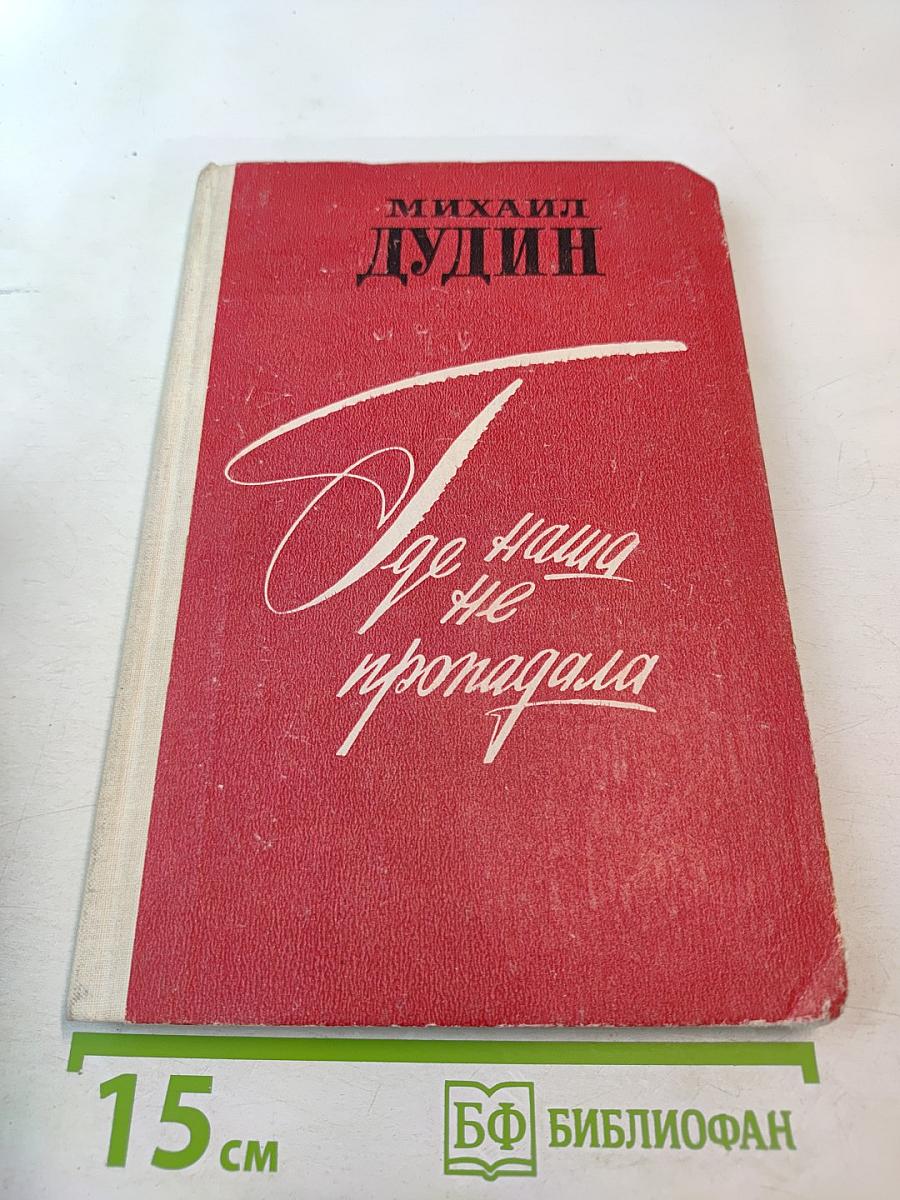 МИХАИЛ
ДУДИН
Где наша
не
пропадала
15 см
БФ БИБЛИОФАН